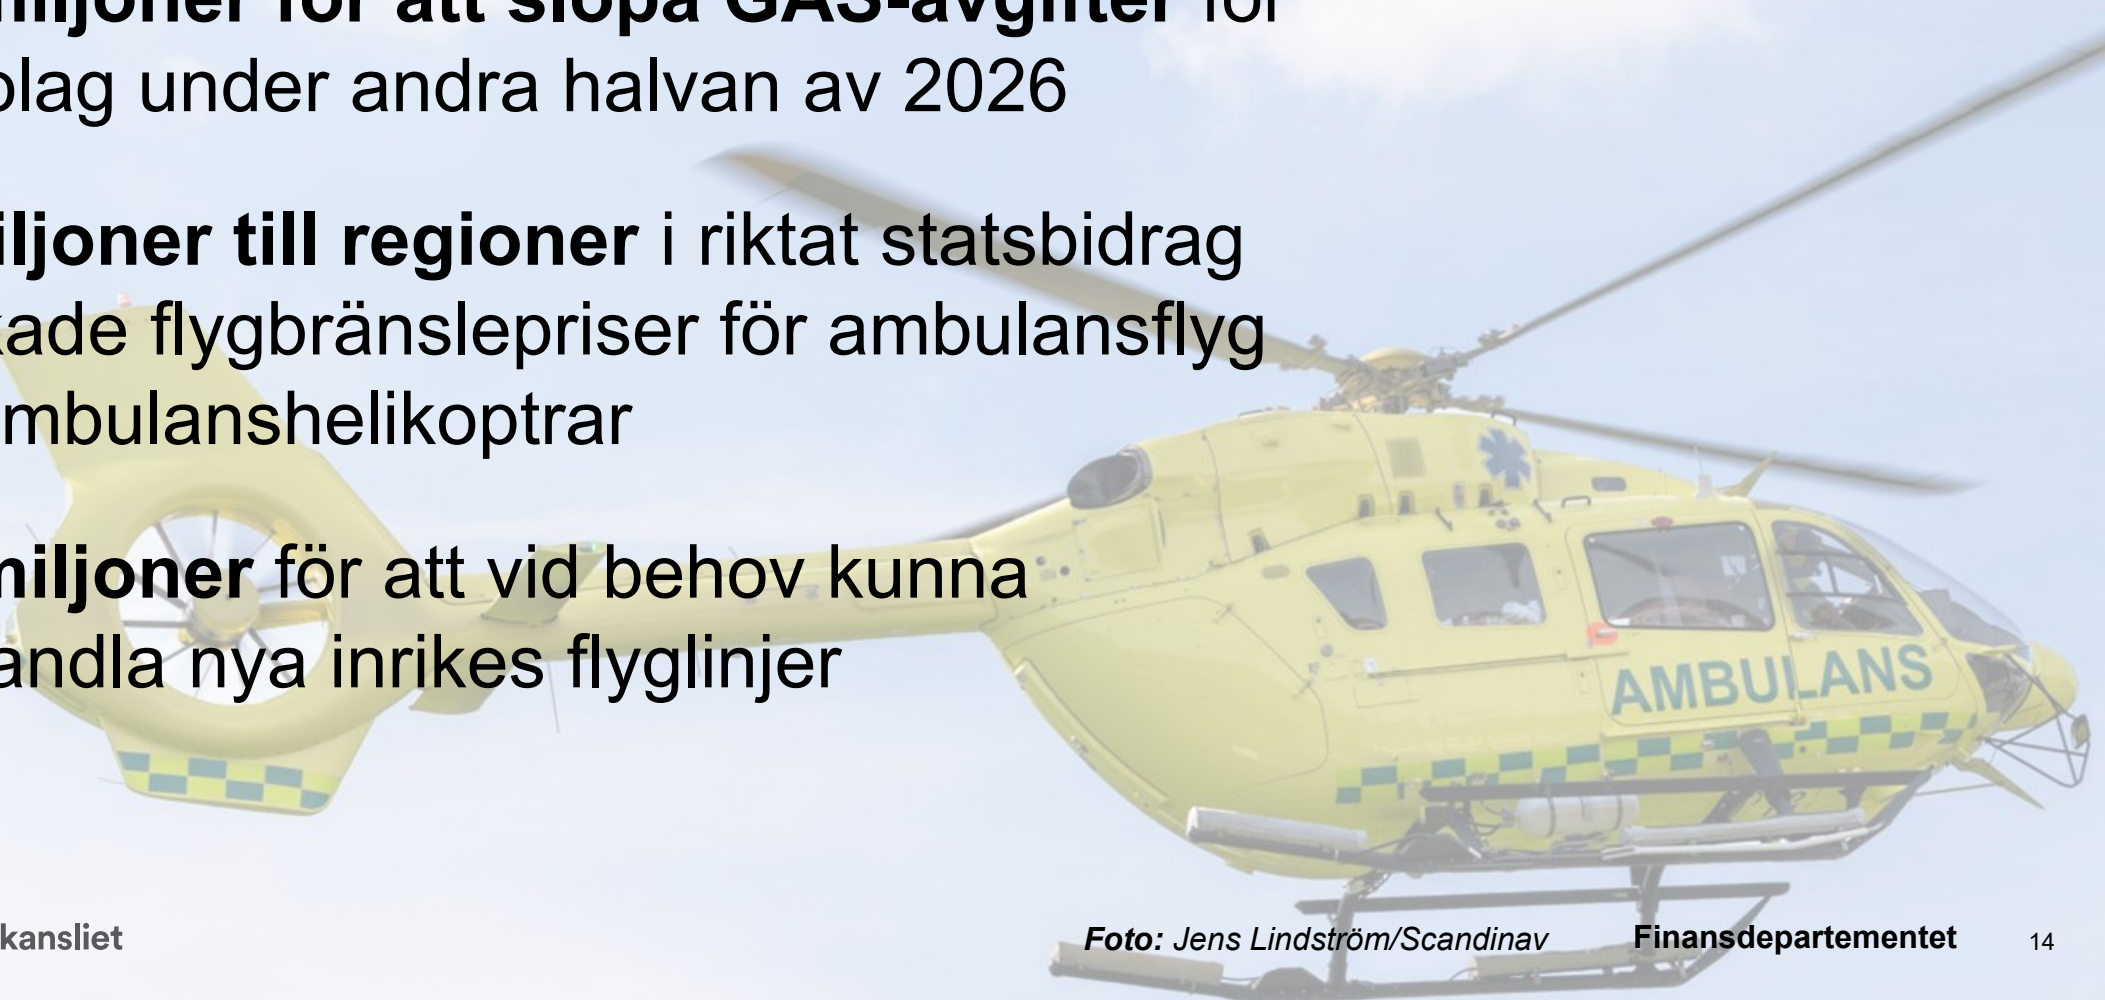 miljoner för att slopa GAS-avgifter för
olag under andra halvan av 2026
iljoner till regioner i riktat statsbidrag
kade flygbränslepriser för ambulansflyg
mbulanshelikoptrar
miljoner för att vid behov kunna
andla nya inrikes flyglinjer
AMBULANS
kansliet
Foto: Jens Lindström/Scandinav
Finansdepartementet
14